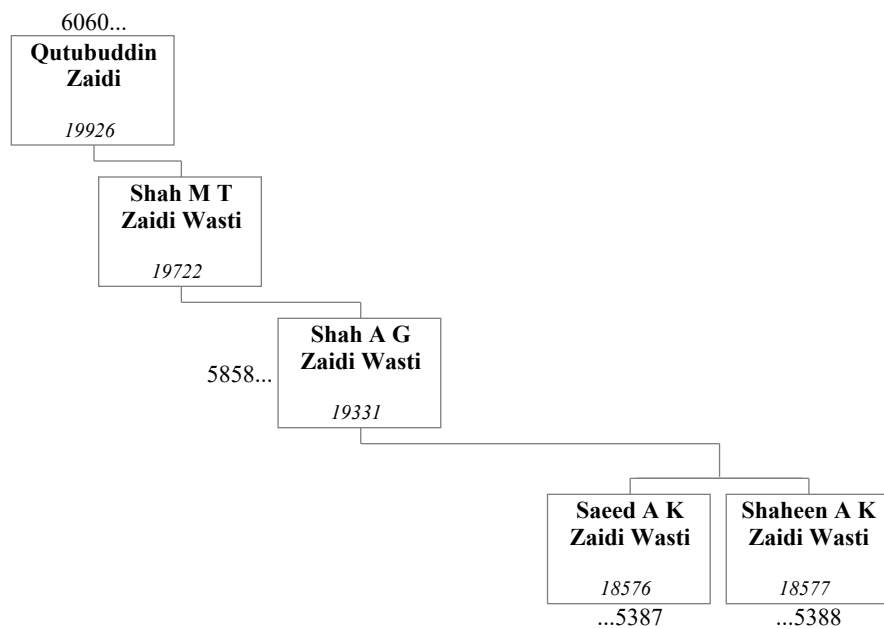 6060...
Qutubuddin
Zaidi
19926
Shah M T
Zaidi Wasti
19722
Shah A G
Zaidi Wasti
5858...
19331
Saeed A K
Zaidi Wasti
18576
...5387
Shaheen A K
Zaidi Wasti
18577
...5388